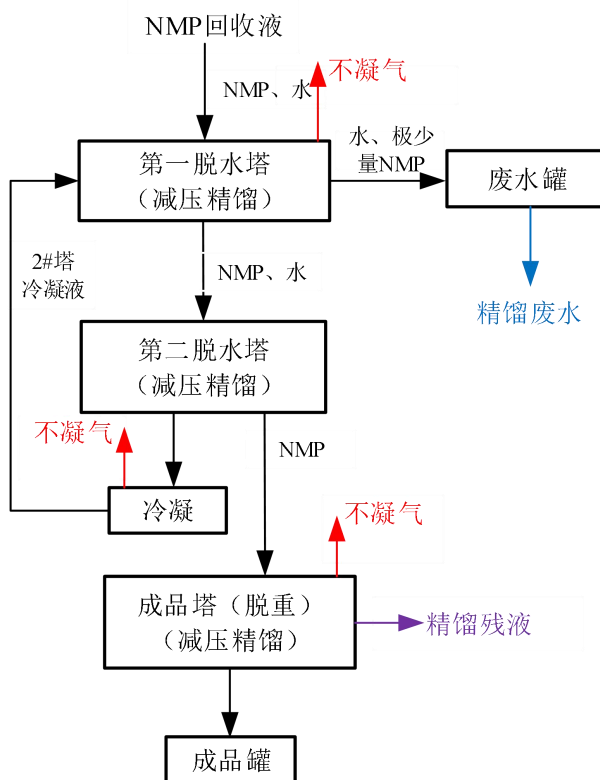 NMP回收液
不凝气
NMP、水
第一脱水塔
（减压精馏）
水、极少
量NMP
废水罐
2#塔
冷凝液
NMP、水
精馏废水
第二脱水塔
（减压精馏）
不凝气
NMP
冷凝
不凝气
成品塔（脱重）
（减压精馏）
精馏残液
成品罐